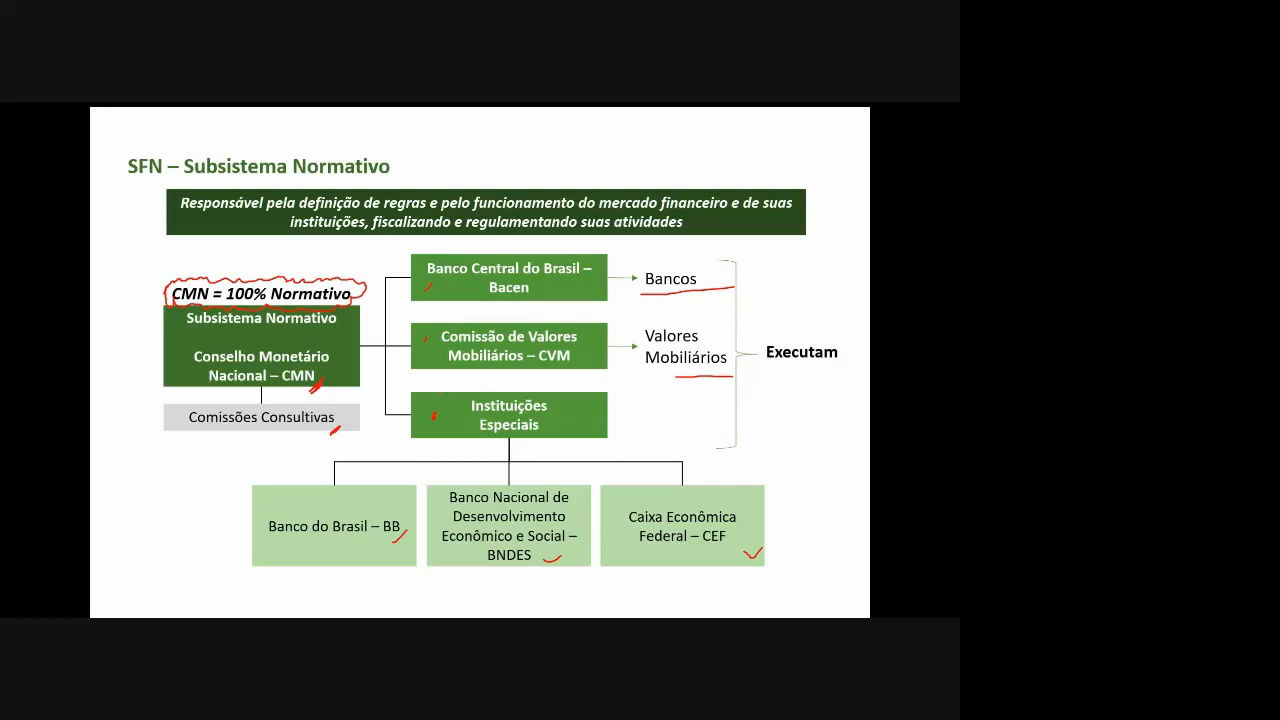 SFN – Subsistema Normativo
Responsável pela definição de regras e pelo funcionamento do mercado financeiro e de suas
instituições, fiscalizando e regulamentando suas atividades
CMN = 100% Normativo
Subsistema Normativo
Conselho Monetário
Nacional – CMN
Comissões Consultivas
Banco Central do Brasil –
Bacen
Bancos
Comissão de Valores
Mobiliários – CVM
Valores
Mobiliários
Executam
Instituições
Especiais
Banco do Brasil – BB
Banco Nacional de
Desenvolvimento
Econômico e Social –
BNDES
Caixa Econômica
Federal – CEF